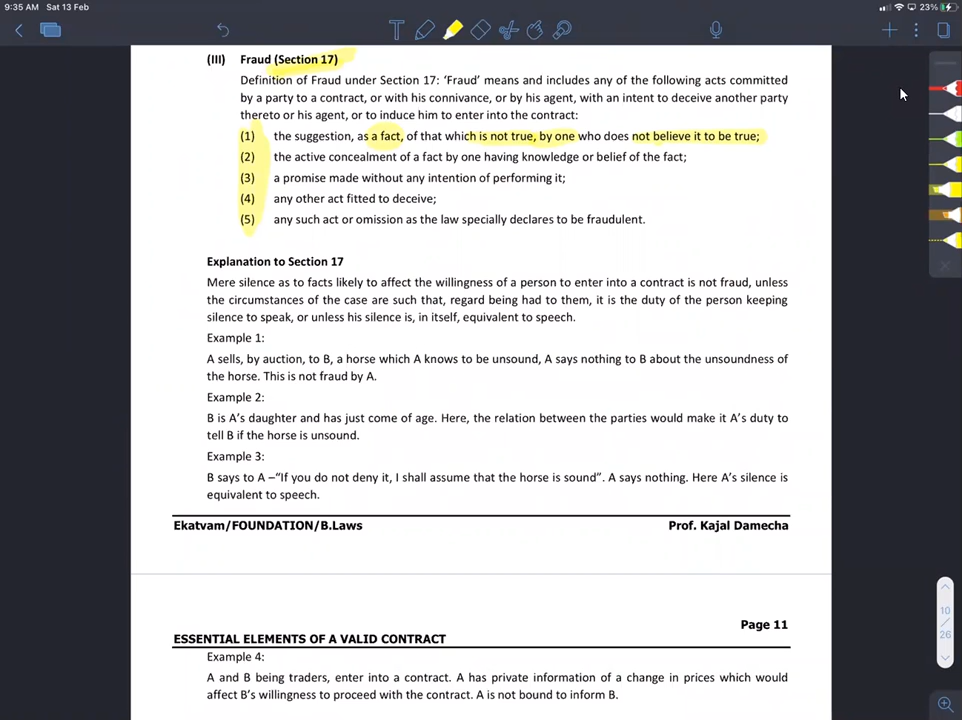 9:35 AM Sat 13 Feb
23%
(III) Fraud (Section 17)
Definition of Fraud under Section 17: ‘Fraud’ means and includes any of the following acts committed
by a party to a contract, or with his connivance, or by his agent, with an intent to deceive another party
thereto or his agent, or to induce him to enter into the contract:
(1) the suggestion, as a fact, of that which is not true, by one who does not believe it to be true;
(2) the active concealment of a fact by one having knowledge or belief of the fact;
(3) a promise made without any intention of performing it;
(4) any other act fitted to deceive;
(5) any such act or omission as the law specially declares to be fraudulent.
Explanation to Section 17
Mere silence as to facts likely to affect the willingness of a person to enter into a contract is not fraud, unless
the circumstances of the case are such that, regard being had to them, it is the duty of the person keeping
silence to speak, or unless his silence is, in itself, equivalent to speech.
Example 1:
A sells, by auction, to B, a horse which A knows to be unsound, A says nothing to B about the unsoundness of
the horse. This is not fraud by A.
Example 2:
B is A’s daughter and has just come of age. Here, the relation between the parties would make it A’s duty to
tell B if the horse is unsound.
Example 3:
B says to A –“If you do not deny it, I shall assume that the horse is sound”. A says nothing. Here A’s silence is
equivalent to speech.
Ekatvam/FOUNDATION/B.Laws Prof. Kajal Damecha
Page 11
ESSENTIAL ELEMENTS OF A VALID CONTRACT
Example 4:
A and B being traders, enter into a contract. A has private information of a change in prices which would
affect B’s willingness to proceed with the contract. A is not bound to inform B.
10
/
26